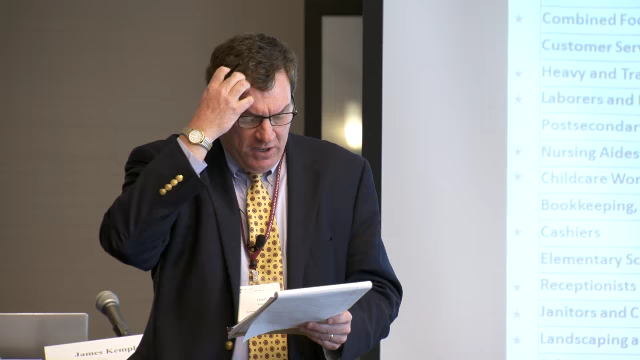 Combined Foo
Customer Serv
Heavy and Tra
Laborers and
Postsecondar
Nursing Aides
Childcare Wor
Bookkeeping,
Cashiers
Elementary Sc
Receptionists
Janitors and C
Landscaping a
James Kempl